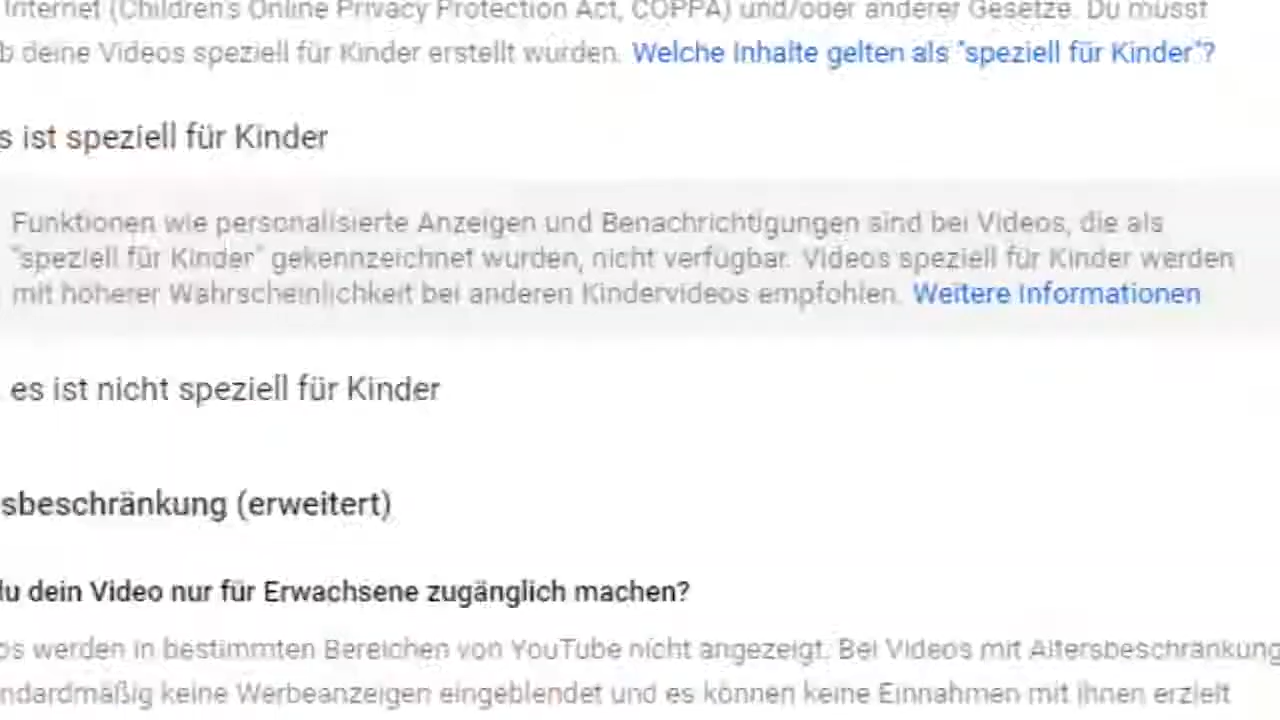 Internet (Children's Online Privacy Protection Act, COPPA) und/oder anderer Gesetze. Du musst
b deine Videos speziell für Kinder erstellt wurden. Welche Inhalte gelten als "speziell für Kinder"?
s ist speziell für Kinder
Funktionen wie personalisierte Anzeigen und Benachrichtigungen sind bei Videos, die als
"speziell für Kinder" gekennzeichnet wurden, nicht verfügbar. Videos speziell für Kinder werden
mit höherer Wahrscheinlichkeit bei anderen Kindervideos empfohlen. Weitere Informationen
es ist nicht speziell für Kinder
sbeschränkung (erweitert)
du dein Video nur für Erwachsene zugänglich machen?
os werden in bestimmten Bereichen von YouTube nicht angezeigt. Bei Videos mit Altersbeschränkung
ndardmäßig keine Werbeanzeigen eingeblendet und es können keine Einnahmen mit ihnen erzielt